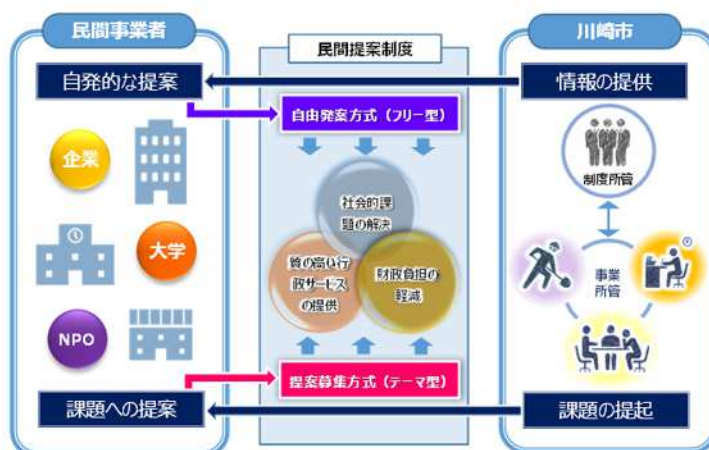 民間事業者
民間提案制度
川崎市
自発的な提案
情報の提供
自由発案方式（フリー型）
企業
大学
NPO
社会的課
題の解決
質の高い行
政サービス
の提供
財政負担の
軽減
制度所管
事業
所管
提案募集方式（テーマ型）
課題への提案
課題の提起